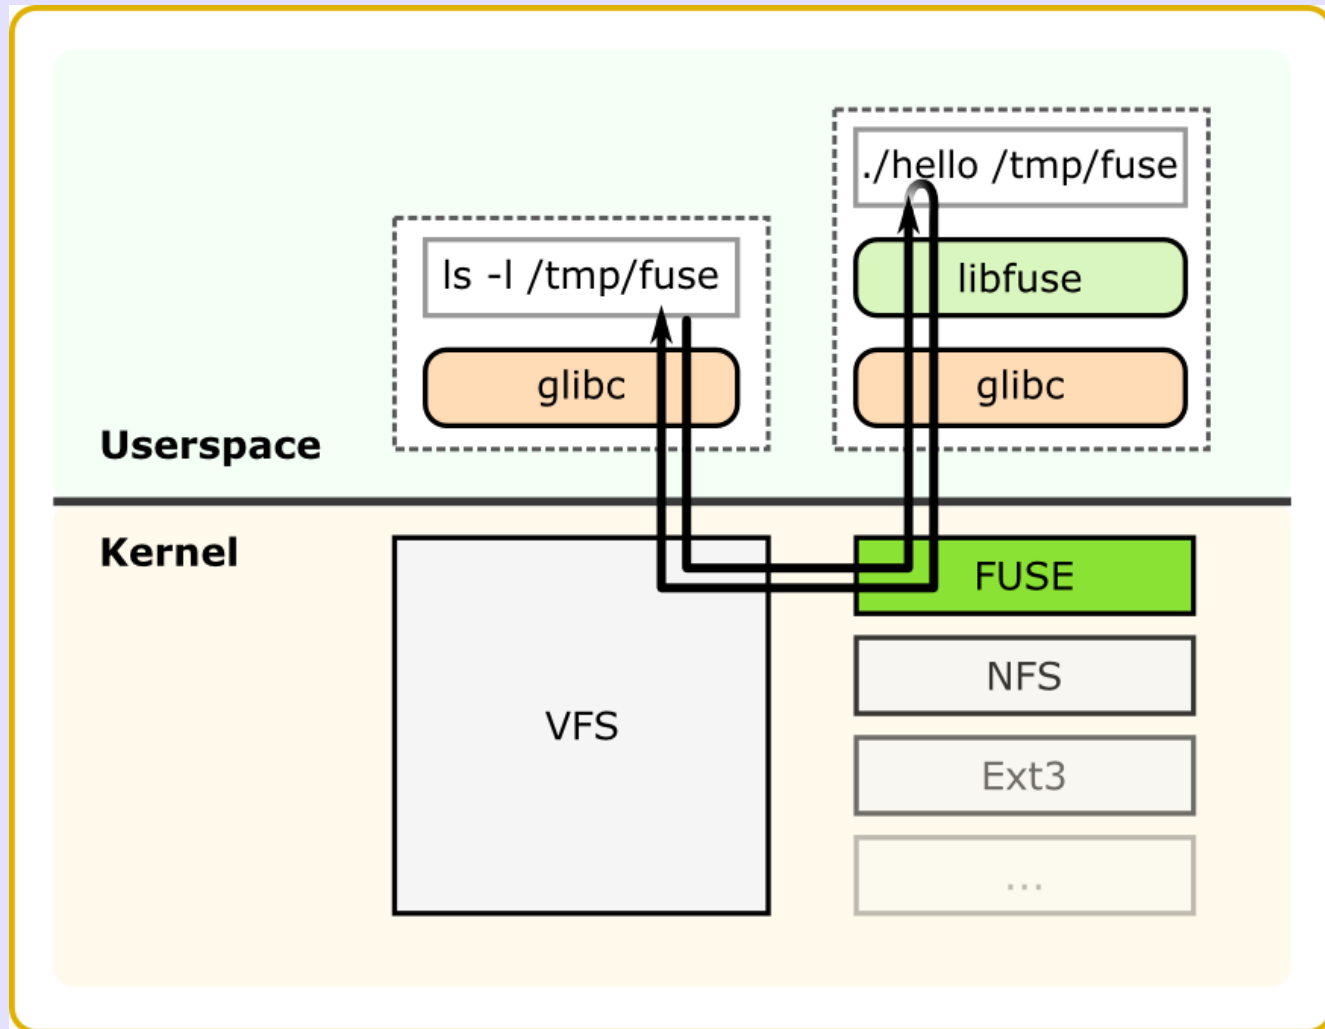 ./hello /tmp/fuse
ls -l /tmp/fuse
libfuse
glibc
glibc
Userspace
Kernel
FUSE
NFS
VFS
Ext3
...